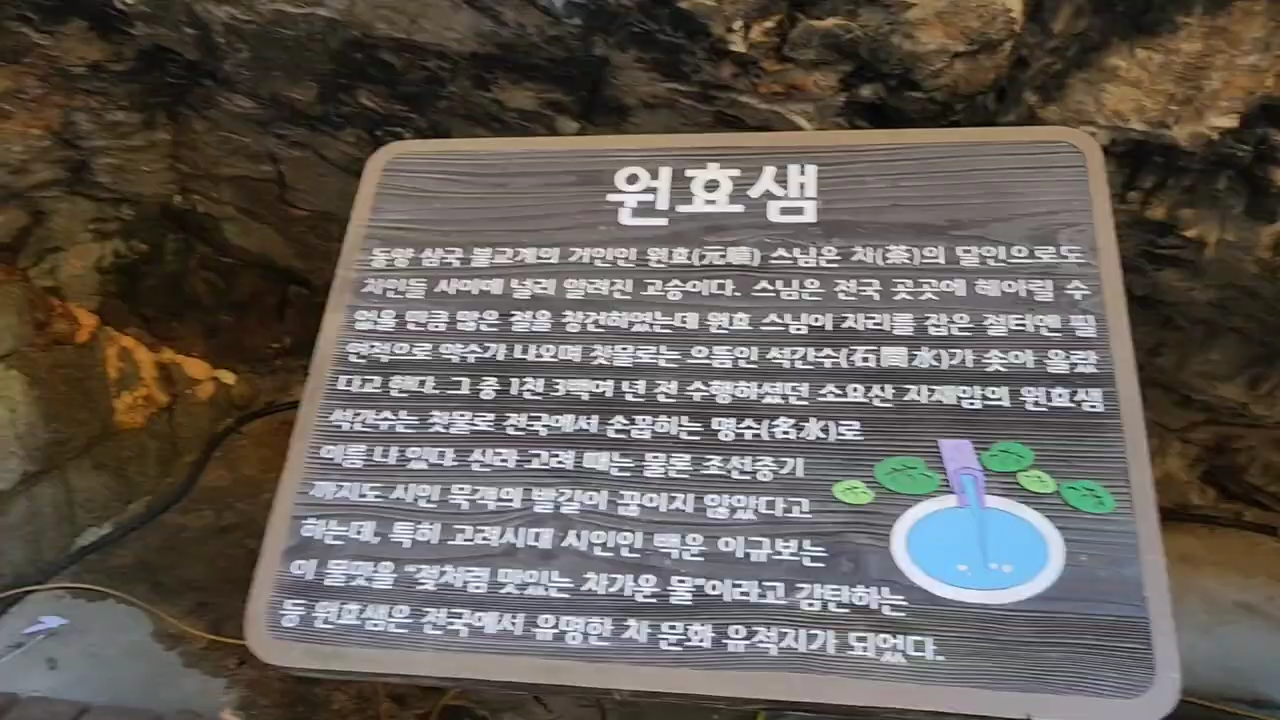 원효샘
동양 삼국 불교계의 거인인 원효(元曉) 스님은 차(茶)의 달인으로도
차인들 사이에 널리 알려진 고승이다. 스님은 전국 곳곳에 헤아릴 수
없을 만큼 많은 절을 창건하였는데 원효 스님이 자리를 잡은 절터엔 필
연적으로 약수가 나오며 찻물로는 으뜸인 석간수(石間水)가 솟아 올랐
다고 한다. 그 중 1천 3백여 년 전 수행하셨던 소요산 자재암의 원효샘
석간수는 찻물로 전국에서 손꼽히는 명수(名水)로
이름 나 있다. 신라 고려 때는 물론 조선중기
까지도 시인 묵객의 발길이 끊이지 않았다고
하는데, 특히 고려시대 시인인 백운 이규보는
이 물맛을 "젖처럼 맛있는 차가운 물"이라고 감탄하는
등 원효샘은 전국에서 유명한 차 문화 유적지가 되었다.